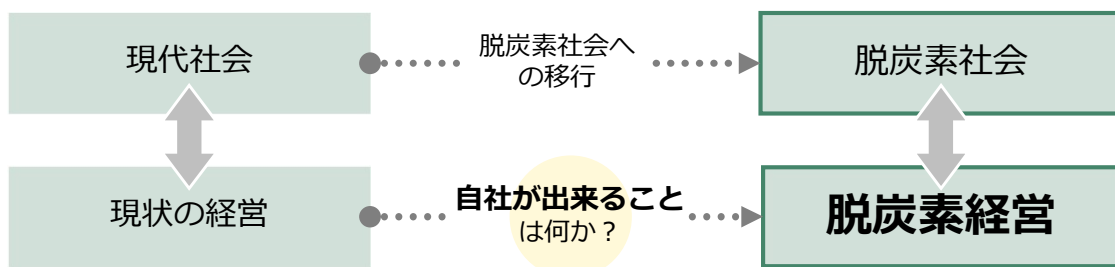 現代社会
脱炭素社会へ
の移行
脱炭素社会
現状の経営
自社が出来ること
は何か？
脱炭素経営